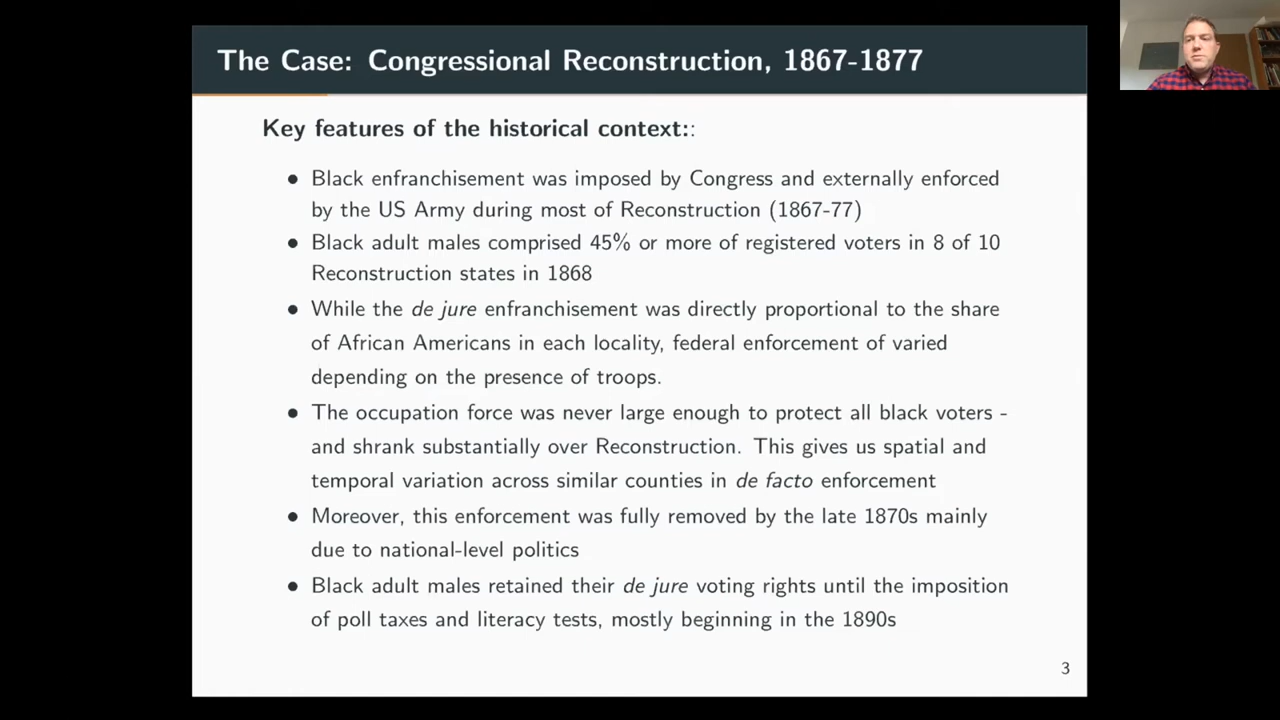 The Case: Congressional Reconstruction, 1867-1877
Key features of the historical context::
• Black enfranchisement was imposed by Congress and externally enforced
by the US Army during most of Reconstruction (1867-77)
• Black adult males comprised 45% or more of registered voters in 8 of 10
Reconstruction states in 1868
• While the de jure enfranchisement was directly proportional to the share
of African Americans in each locality, federal enforcement of varied
depending on the presence of troops.
• The occupation force was never large enough to protect all black voters -
and shrank substantially over Reconstruction. This gives us spatial and
temporal variation across similar counties in de facto enforcement
• Moreover, this enforcement was fully removed by the late 1870s mainly
due to national-level politics
• Black adult males retained their de jure voting rights until the imposition
of poll taxes and literacy tests, mostly beginning in the 1890s
3